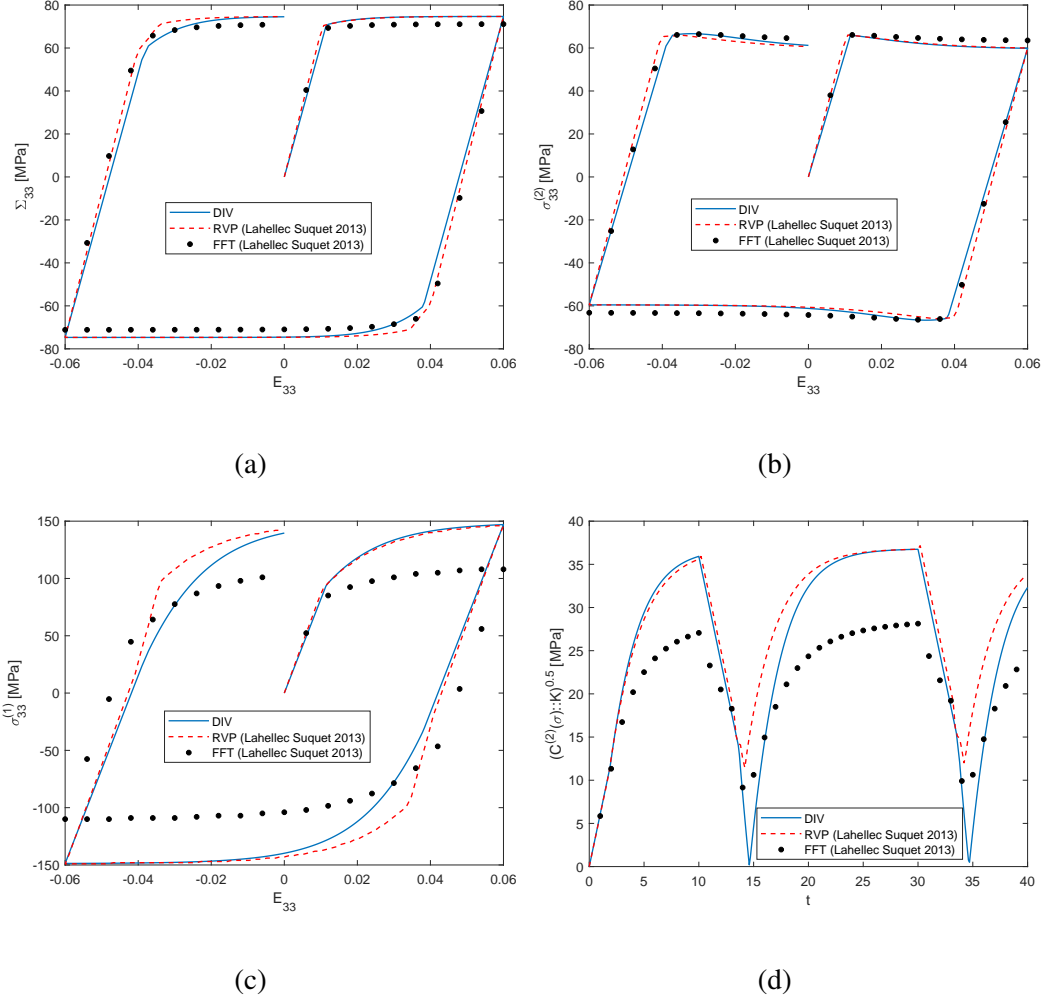 80
60
40
20
0
-20
-40
-60
-80
Σ33 [MPa]
-0.06
-0.04
-0.02
0
0.02
0.04
0.06
E33
DIV
RVP (Lahellec Suquet 2013)
FFT (Lahellec Suquet 2013)
(a)
80
60
40
20
0
-20
-40
-60
-80
σ33(2) [MPa]
-0.06
-0.04
-0.02
0
0.02
0.04
0.06
E33
DIV
RVP (Lahellec Suquet 2013)
FFT (Lahellec Suquet 2013)
(b)
150
100
50
0
-50
-100
-150
σ33(1) [MPa]
-0.06
-0.04
-0.02
0
0.02
0.04
0.06
E33
DIV
RVP (Lahellec Suquet 2013)
FFT (Lahellec Suquet 2013)
(c)
40
35
30
25
20
15
10
5
0
(C(2)(σ)::K)0.5 [MPa]
0
5
10
15
20
25
30
35
40
t
DIV
RVP (Lahellec Suquet 2013)
FFT (Lahellec Suquet 2013)
(d)